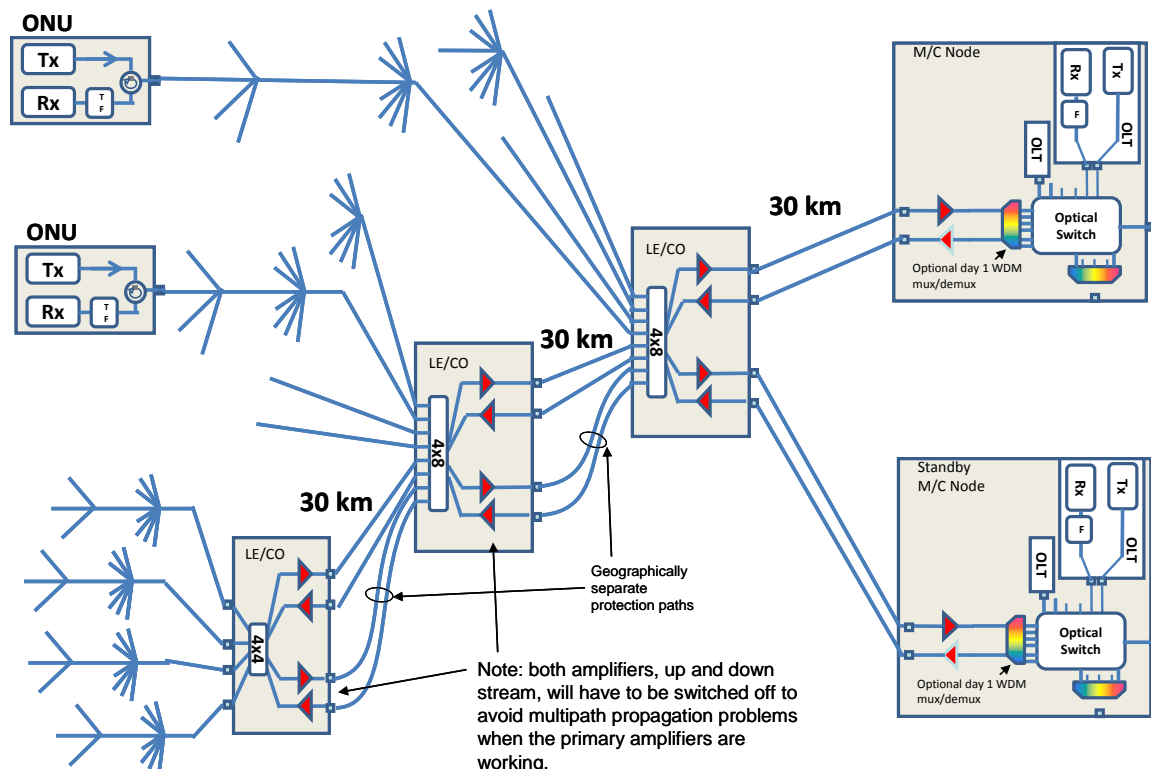 ONU
Tx
Rx
T
F
M/C Node
Rx
Tx
F
OLT
OLT
Optical
Switch
Optional day 1 WDM
mux/demux
30 km
LE/CO
4x8
ONU
Tx
Rx
T
F
30 km
LE/CO
4x8
30 km
LE/CO
4x4
Geographically
separate
protection paths
Note: both amplifiers, up and down
stream, will have to be switched off to
avoid multipath propagation problems
when the primary amplifiers are
working.
Standby
M/C Node
Rx
Tx
F
OLT
OLT
Optical
Switch
Optional day 1 WDM
mux/demux